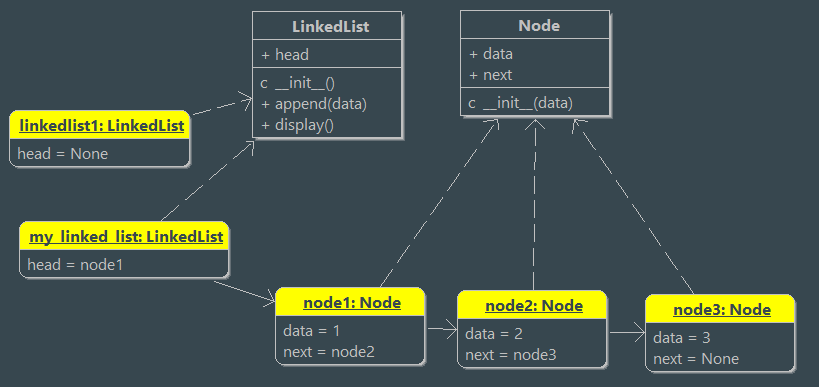 LinkedList
+ head
c __init__()
+ append(data)
+ display()
Node
+ data
+ next
c __init__(data)
linkedlist1: LinkedList
head = None
my_linked_list: LinkedList
head = node1
node1: Node
data = 1
next = node2
node2: Node
data = 2
next = node3
node3: Node
data = 3
next = None